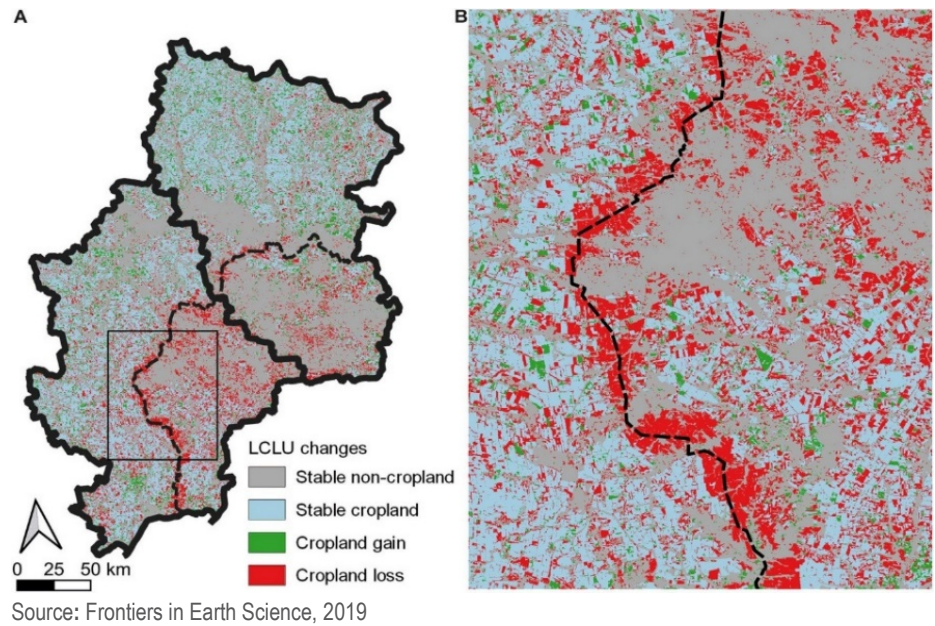 A
B
LCLU changes
Stable non-cropland
Stable cropland
Cropland gain
Cropland loss
0 25 50 km
Source: Frontiers in Earth Science, 2019